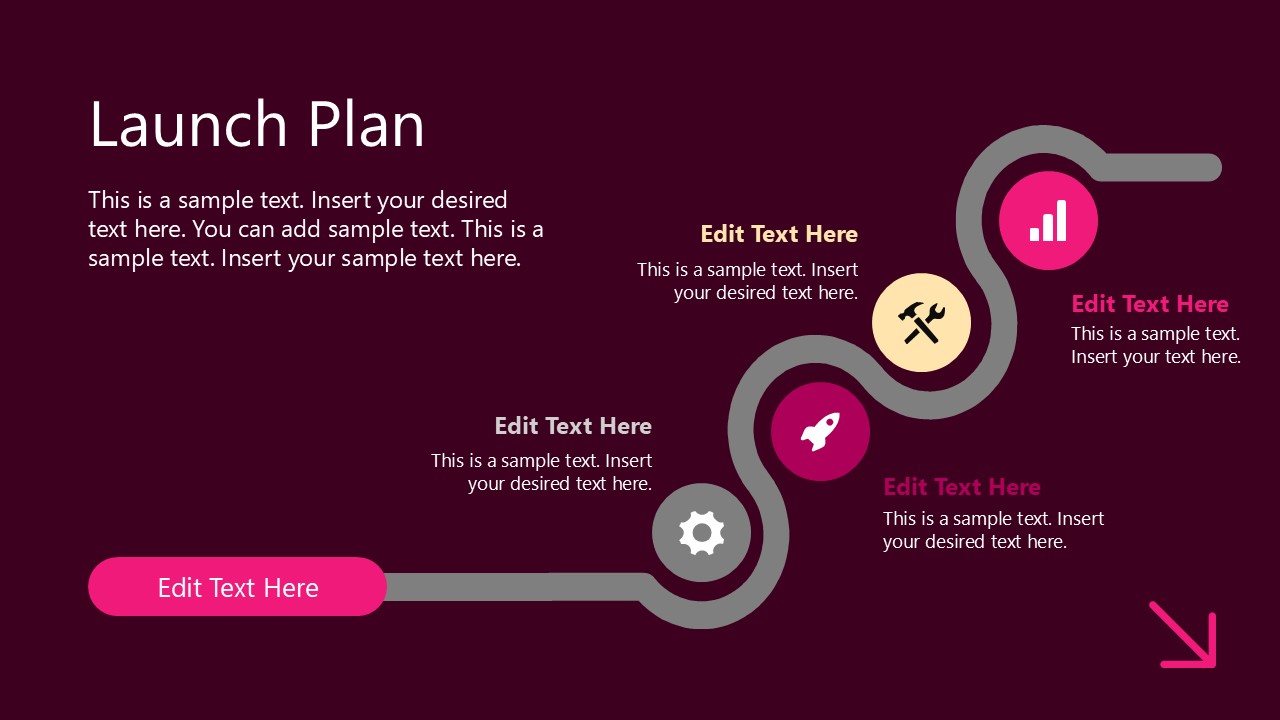 Launch Plan
This is a sample text. Insert your desired
text here. You can add sample text. This is a
sample text. Insert your sample text here.
Edit Text Here
This is a sample text. Insert
your desired text here.
Edit Text Here
This is a sample text.
Insert your text here.
Edit Text Here
This is a sample text. Insert
your desired text here.
Edit Text Here
This is a sample text. Insert
your desired text here.
Edit Text Here